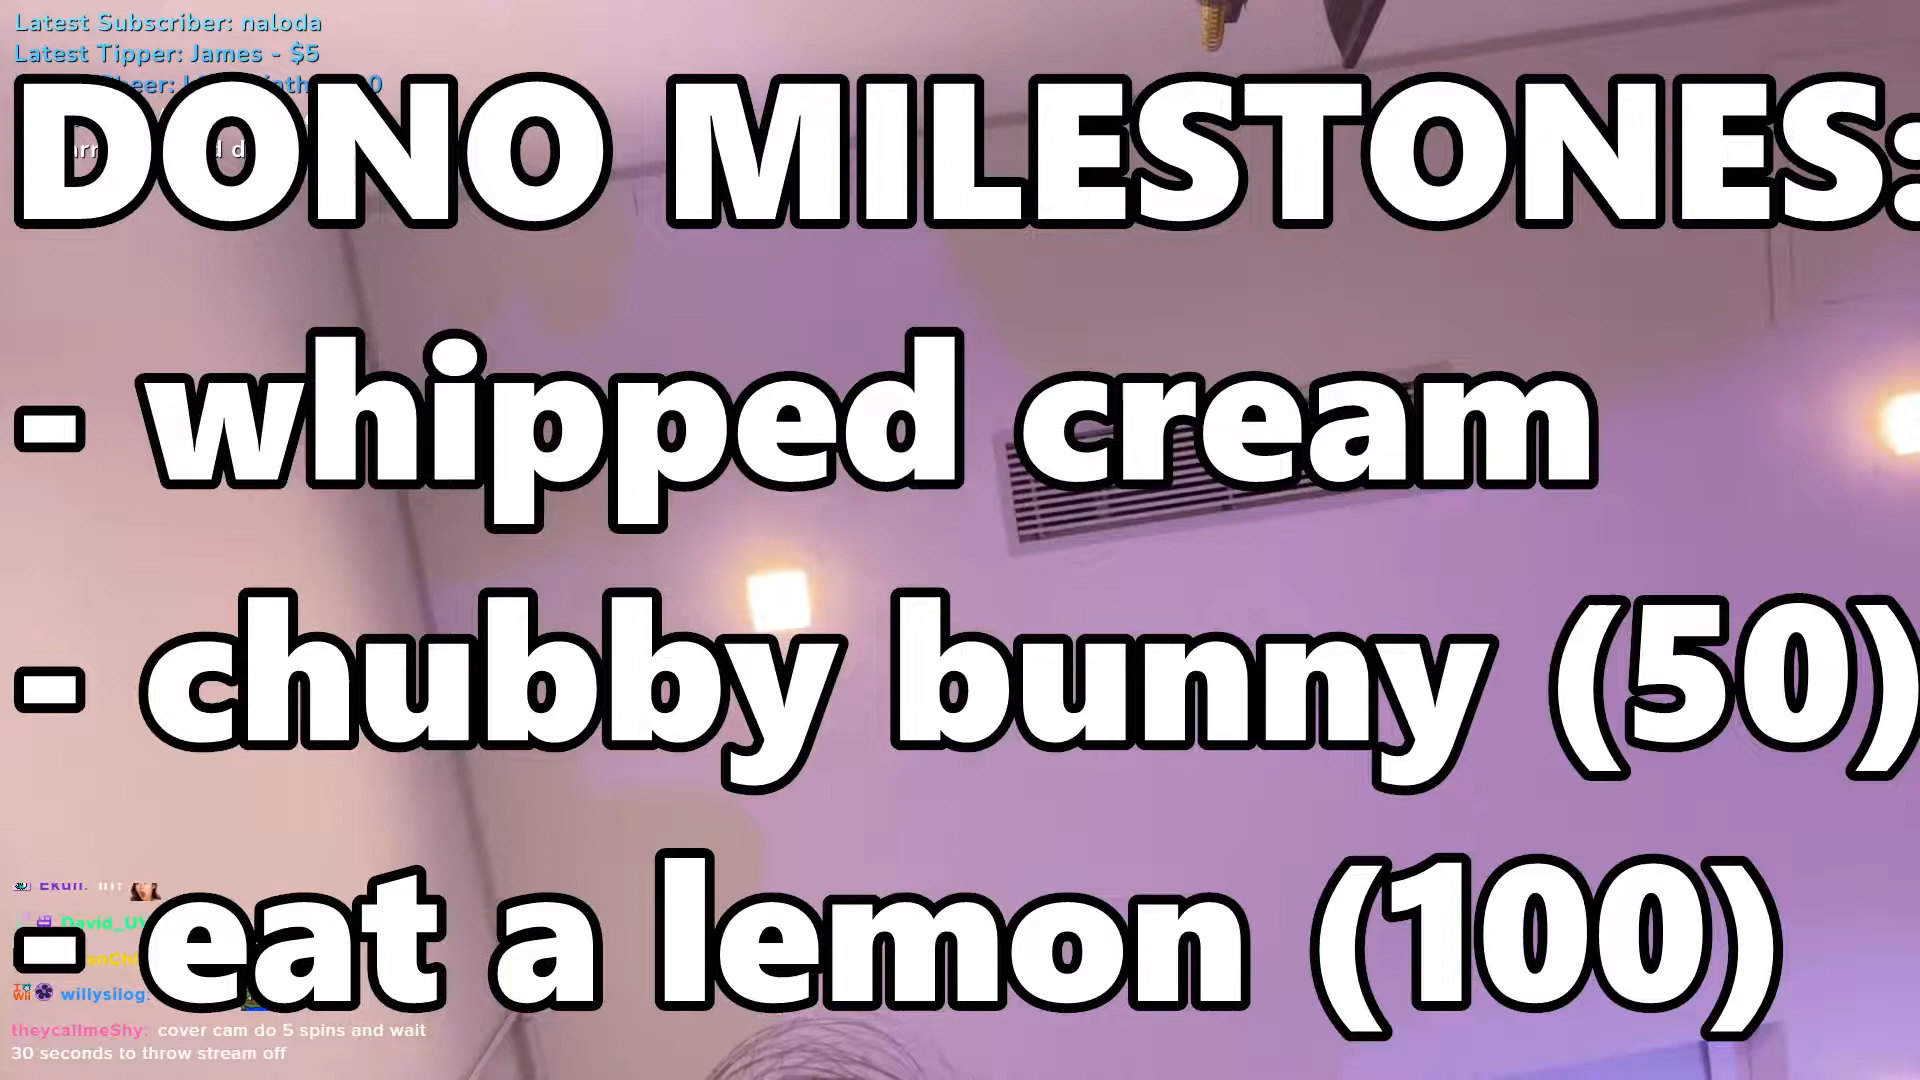 Latest Subscriber: naloda
Latest Tipper: James - $5
DONO MILESTONES:
- whipped cream
- chubby bunny (50)
- eat a lemon (100)
willysilog:
theycallmeShy: cover cam do 5 spins and wait
30 seconds to throw stream off